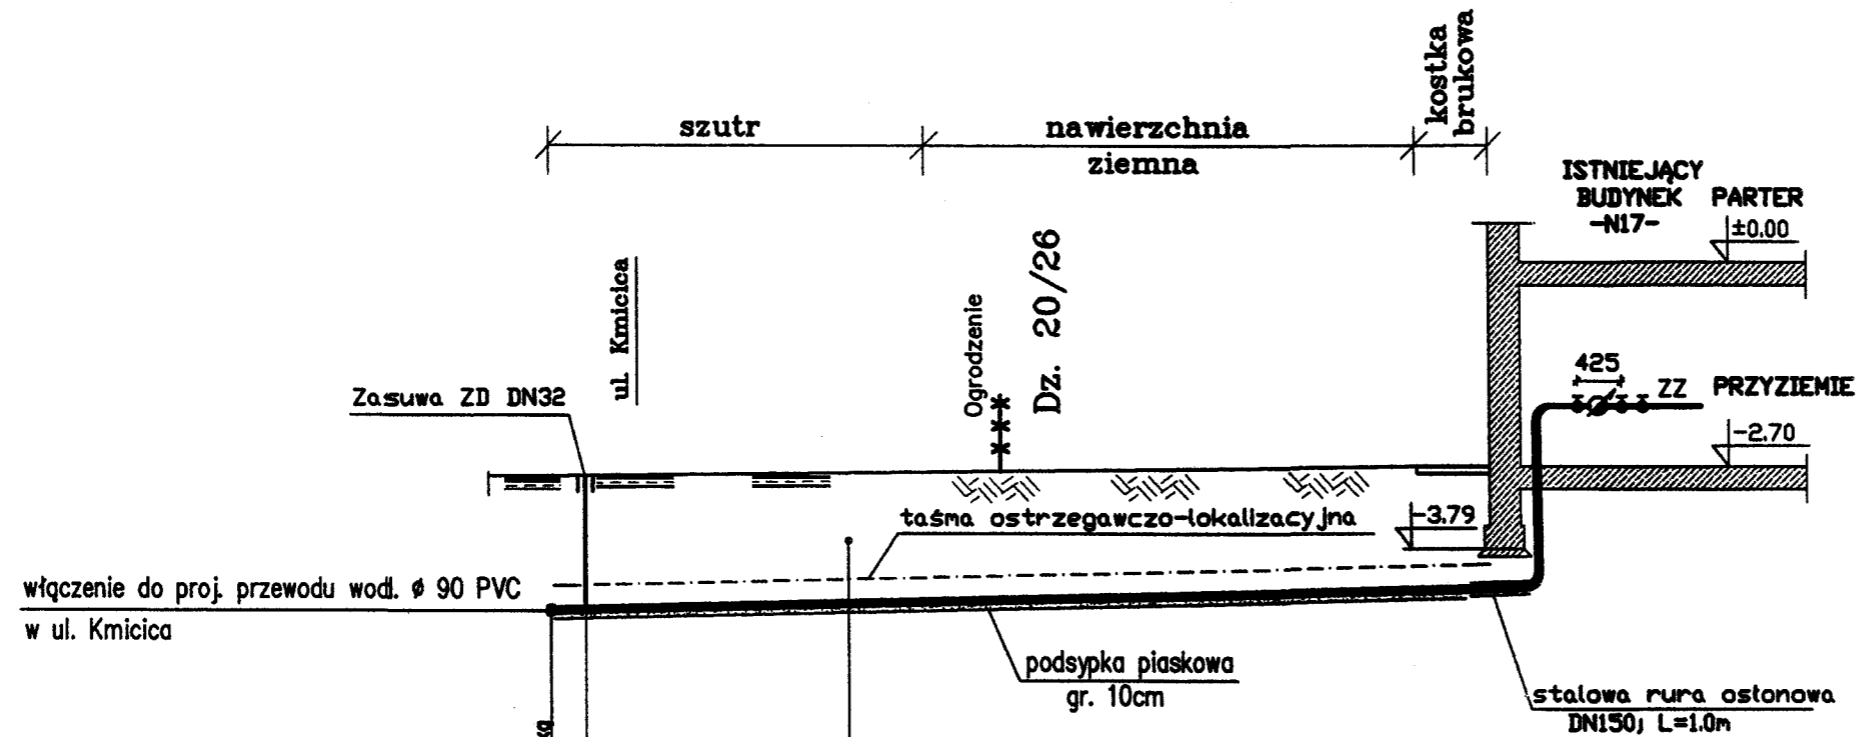 kostka
brukowa
szutr
nawierzchnia
ziemna
ISTNIEJĄCY
BUDYNEK
-N17-
PARTER
±0.00
ul. Kmicica
Ogrodzenie
Dz. 20/26
Zasuwa ZD DN32
425
ZZ
PRZYZIEMIE
-2.70
taśma ostrzegawczo-lokalizacyjna
-3.79
włączenie do proj. przewodu wod. ø 90 PVC
w ul. Kmicica
podsypka piaskowa
gr. 10cm
stalowa rura osłonowa
DN150; L=1.0m